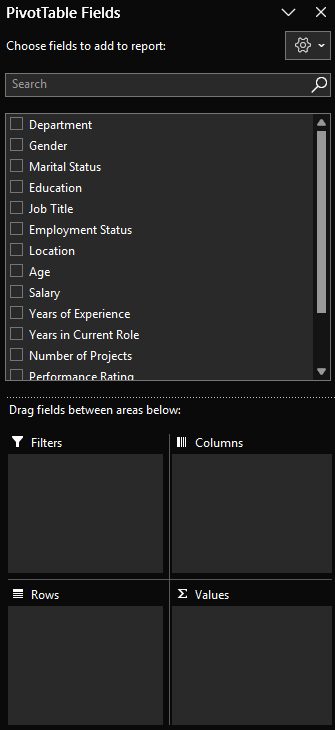 PivotTable Fields
Choose fields to add to report:
Search
Department
Gender
Marital Status
Education
Job Title
Employment Status
Location
Age
Salary
Years of Experience
Years in Current Role
Number of Projects
Performance Rating
Drag fields between areas below:
Filters
Columns
Rows
Σ Values